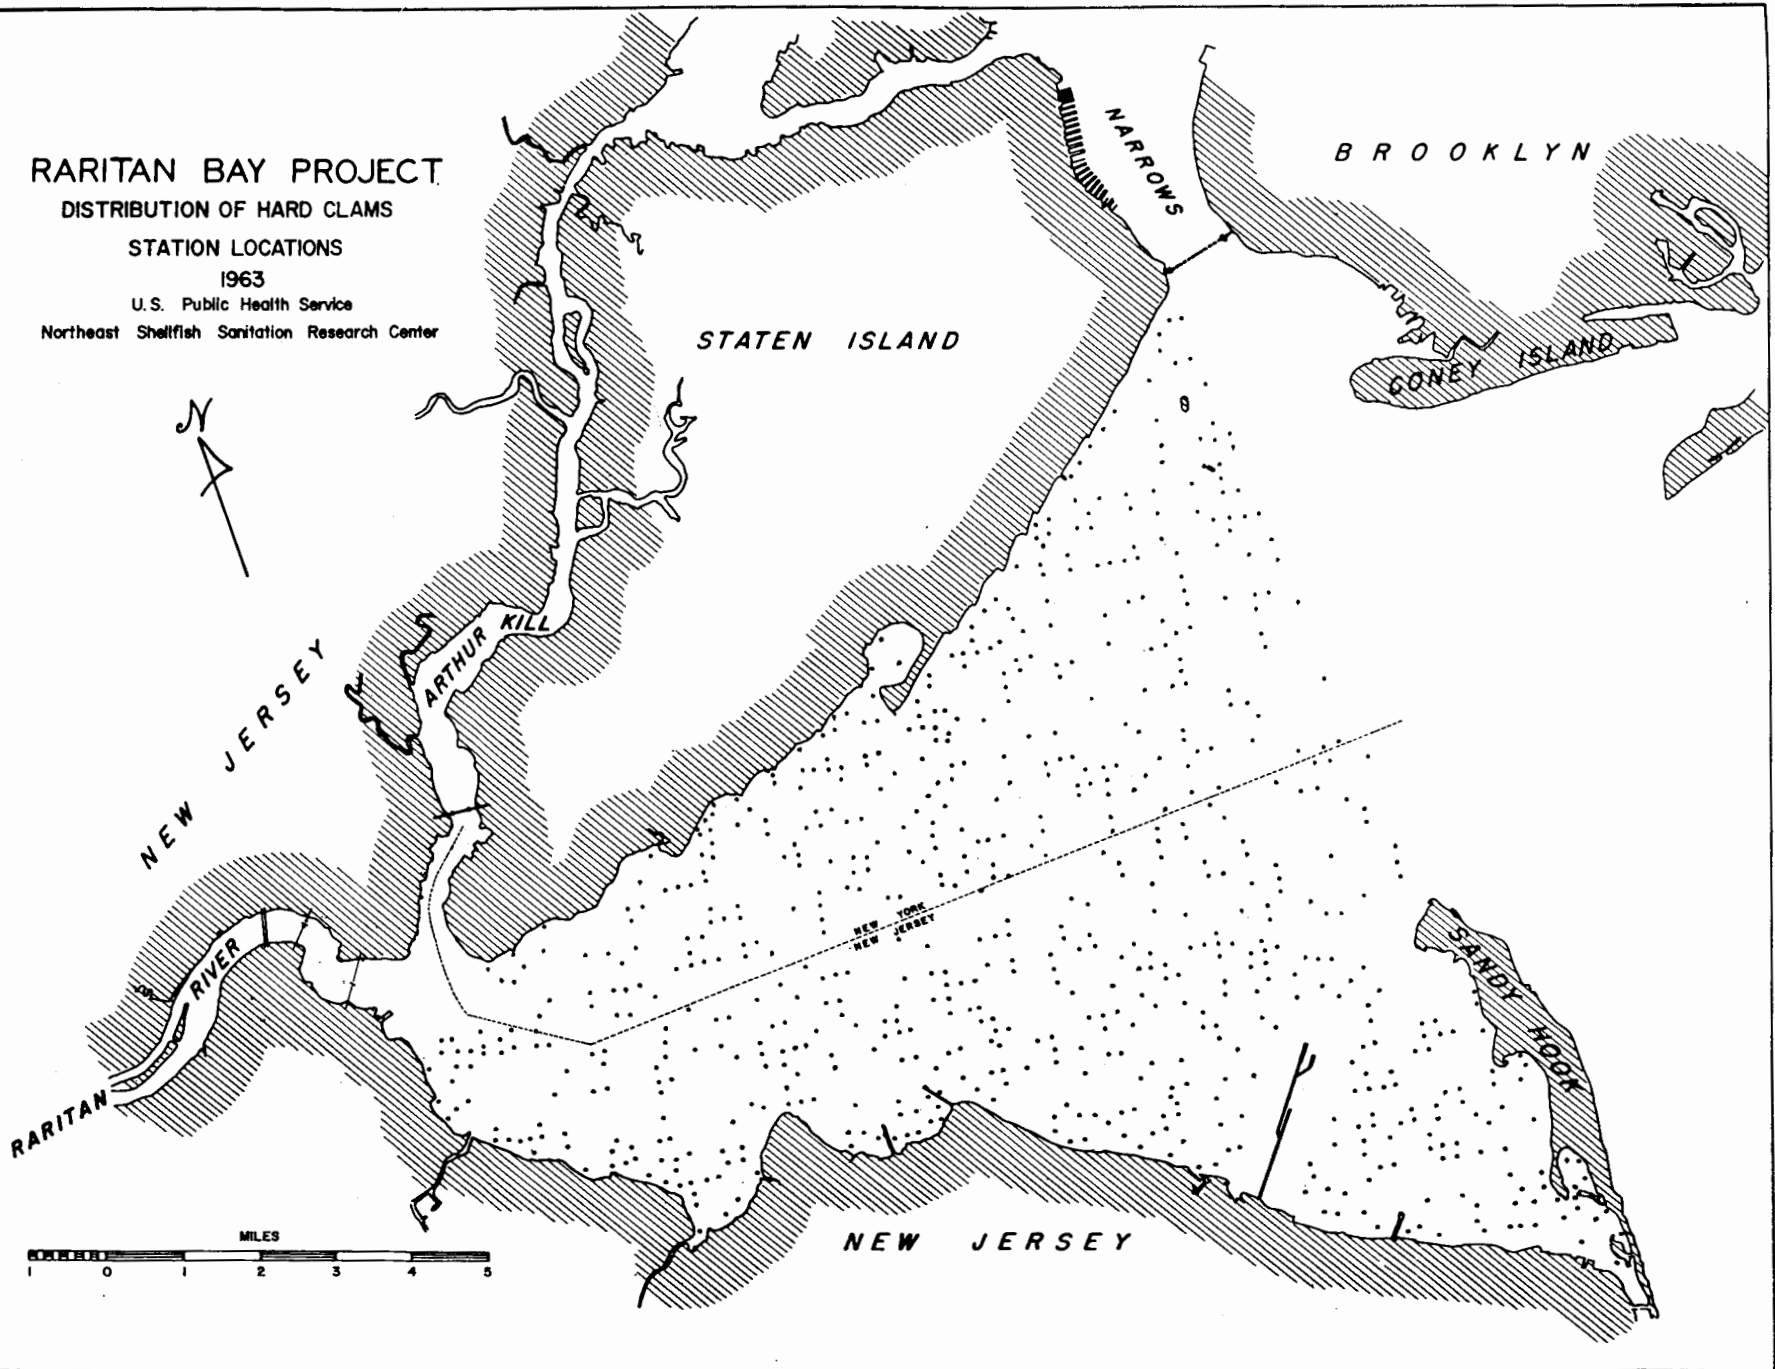 RARITAN BAY PROJECT
DISTRIBUTION OF HARD CLAMS
STATION LOCATIONS
1963
U.S. Public Health Service
Northeast Shellfish Sanitation Research Center
N
NARROWS
BROOKLYN
STATEN ISLAND
CONEY ISLAND
ARTHUR KILL
NEW JERSEY
NEW YORK
NEW JERSEY
SANDY HOOK
RARITAN RIVER
NEW JERSEY
MILES
1 0 1 2 3 4 5